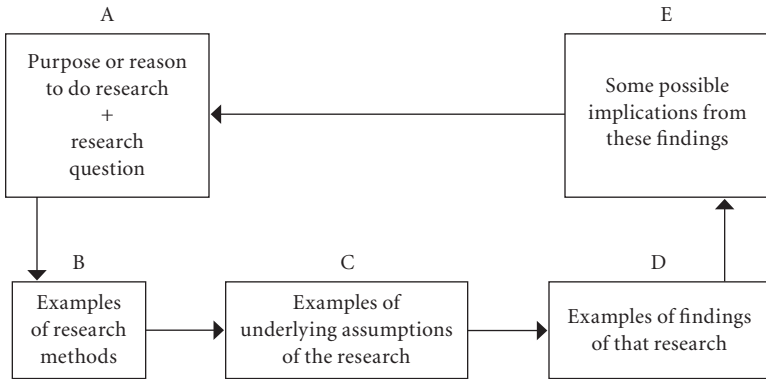 A
Purpose or reason
to do research
+
research
question
E
Some possible
implications from
these findings
B
Examples
of research
methods
C
Examples of
underlying assumptions
of the research
D
Examples of findings
of that research